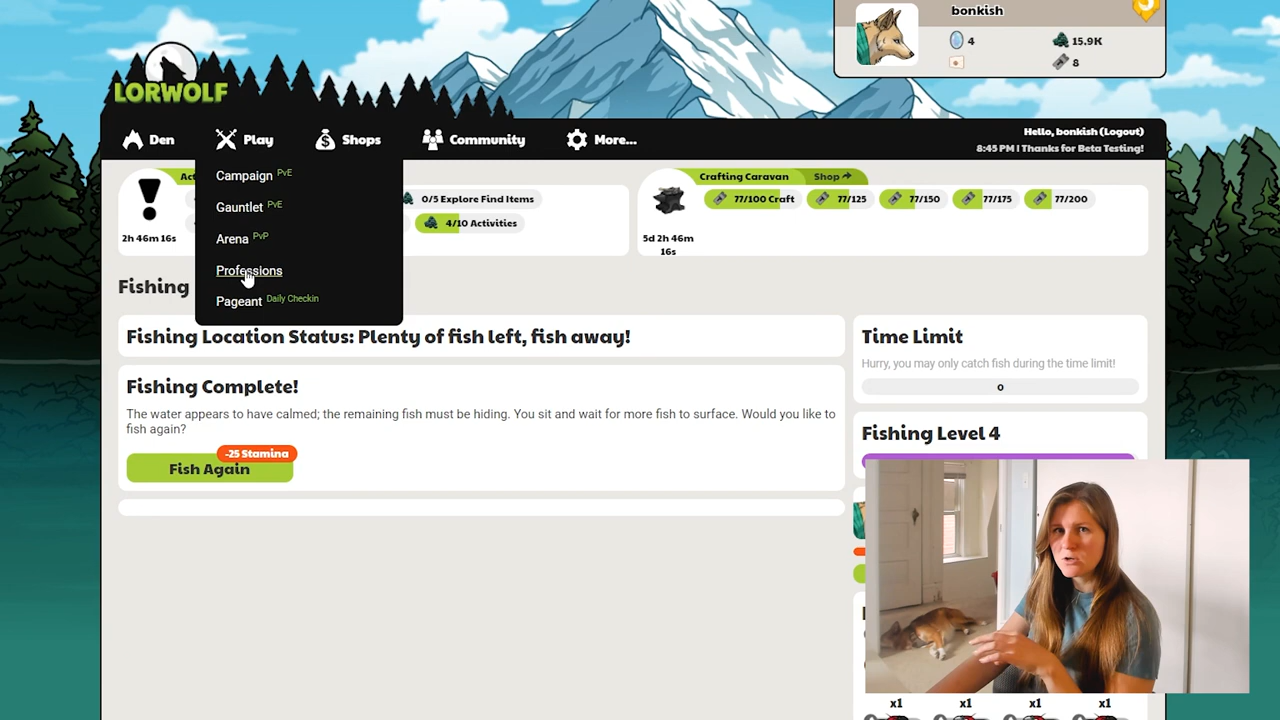 bonkish
4
15.9K
8
LORWOLF
Den
Play
Shops
Community
More...
Hello, bonkish (Logout)
8:45 PM | Thanks for Beta Testing!
Campaign PvE
Gauntlet PvE
Arena PvP
Professions
Pageant Daily Checkin
2h 46m 16s
0/5 Explore Find Items
4/10 Activities
Crafting Caravan
Shop
77/100 Craft
77/125
77/150
77/175
77/200
5d 2h 46m
16s
Fishing
Fishing Location Status: Plenty of fish left, fish away!
Fishing Complete!
The water appears to have calmed; the remaining fish must be hiding. You sit and wait for more fish to surface. Would you like to
fish again?
-25 Stamina
Fish Again
Time Limit
Hurry, you may only catch fish during the time limit!
0
Fishing Level 4
x1
x1
x1
x1